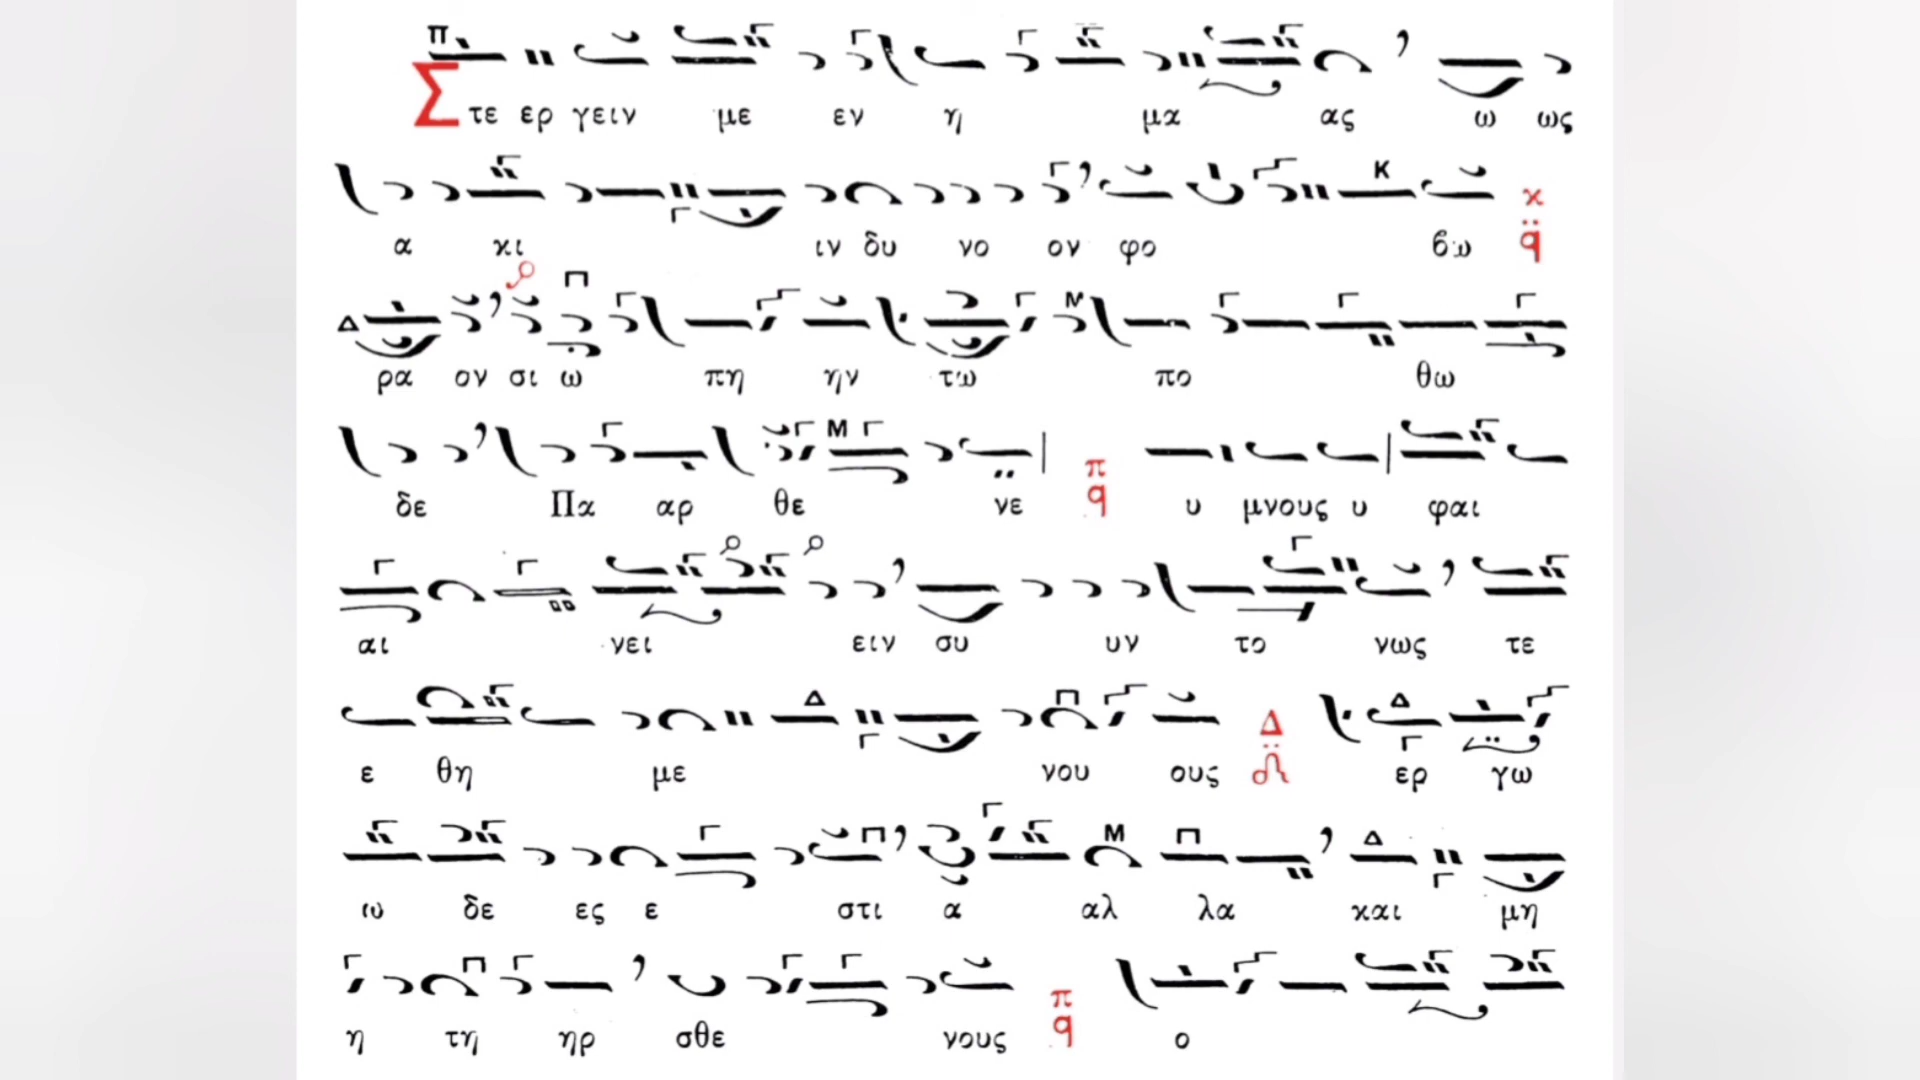 Στε ερ γειν με εν η μα ας ω ως
α κι ιν δυ νο ον φο βω
ρα ον σι ω πη ην τω πο θω
δε Πα αρ θε νε υ μνους υ φαι
αι νει ειν συ υν το νως τε
ε θη με νου ους ερ γω
ω δε ες ε στι α αλ λα και μη
η τη ηρ σθε νους ο